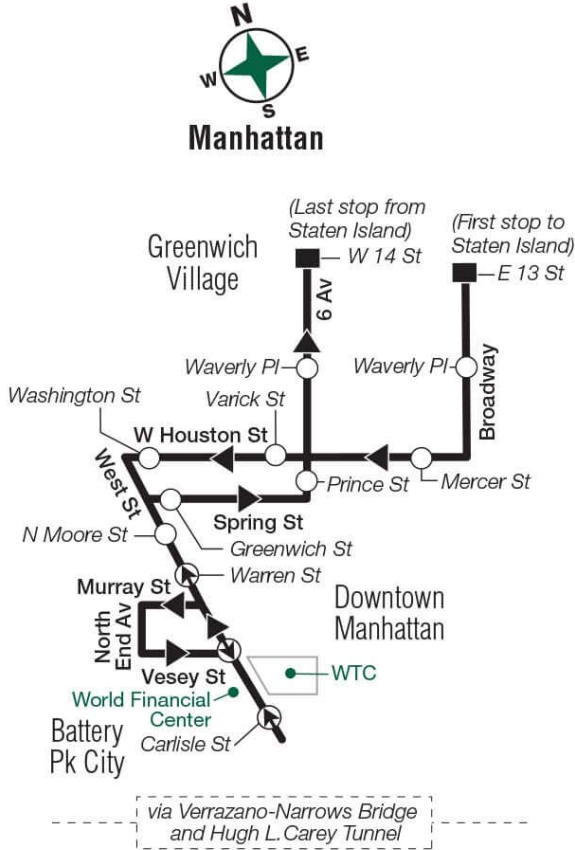 N
W
E
S
Manhattan
(Last stop from
Staten Island)
W 14 St
(First stop to
Staten Island)
E 13 St
Greenwich
Village
6 Av
Waverly Pl
Waverly Pl
Broadway
Washington St
Varick St
W Houston St
West St
Prince St
Mercer St
Spring St
N Moore St
Greenwich St
Warren St
Murray St
North
End Av
Downtown
Manhattan
Vesey St
WTC
World Financial
Center
Battery
Pk City
Carlisle St
via Verrazano-Narrows Bridge
and Hugh L. Carey Tunnel